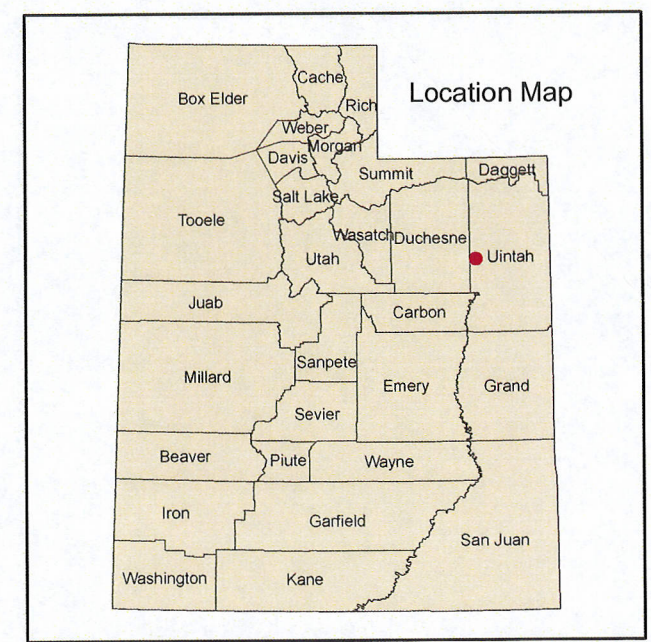 Location Map
Cache
Box Elder
Rich
Weber
Morgan
Davis
Summit
Daggett
Salt Lake
Tooele
Wasatch
Duchesne
Utah
Uintah
Juab
Carbon
Sanpete
Millard
Emery
Grand
Sevier
Beaver
Piute
Wayne
Iron
Garfield
San Juan
Washington
Kane